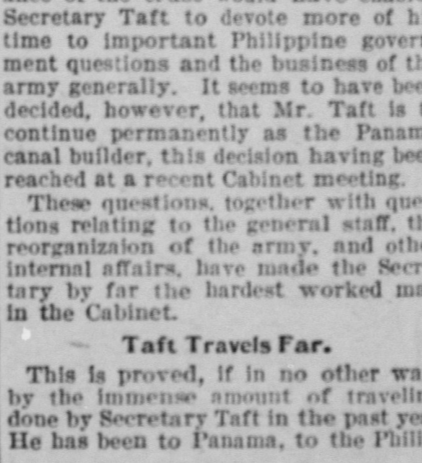 Secretary Taft to devote more of h
time to important Philippine gover
ment questions and the business of th
army generally. It seems to have bee
decided, however, that Mr. Taft is t
continue permanently as the Panam
canal builder, this decision having bee
reached at a recent Cabinet meeting.
These questions, together with que
tions relating to the general staff, th
reorganizaion of the army, and othe
internal affairs, have made the Secr
tary by far the hardest worked ma
in the Cabinet.
Taft Travels Far.
This is proved, if in no other wa
by the immense amount of travelin
done by Secretary Taft in the past ye
He has been to Panama, to the Phili